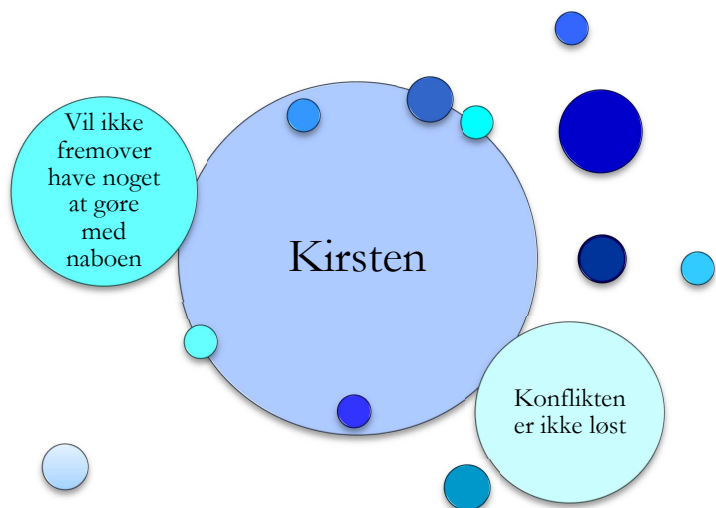 Vil ikke
fremover
have noget
at gøre
med
naboen
Kirsten
Konflikten
er ikke løst